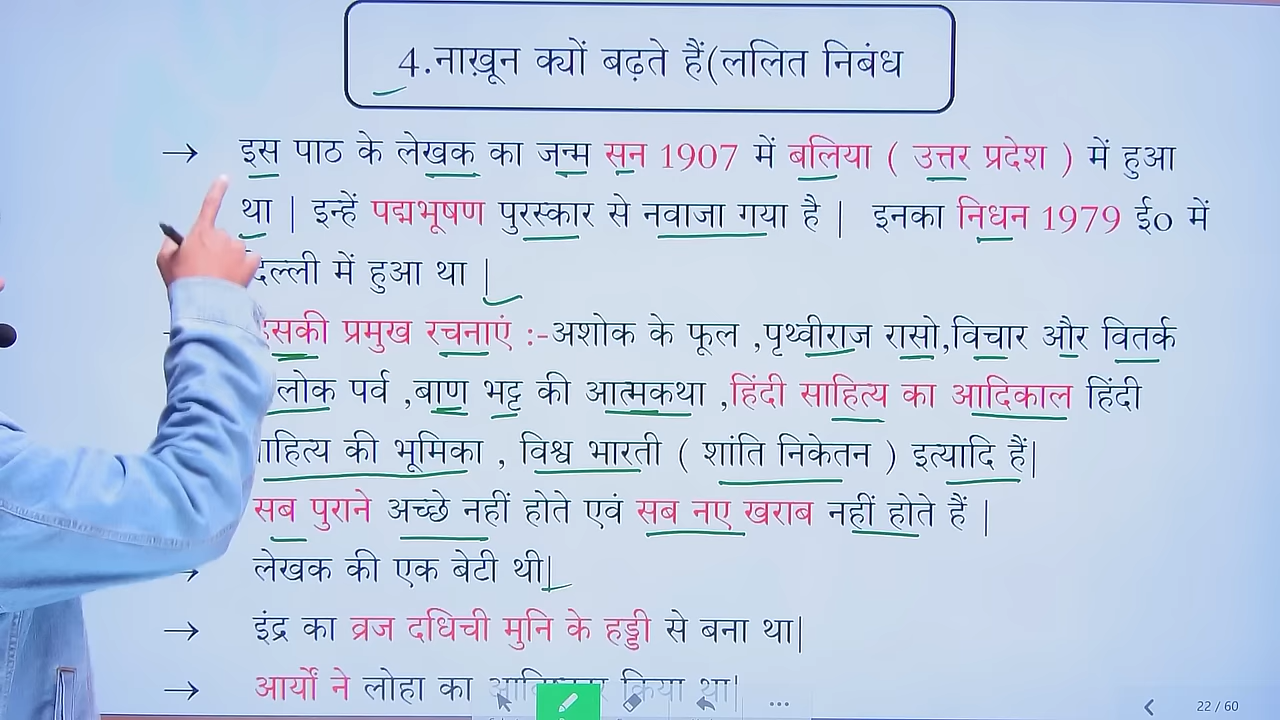 4.नाख़ून क्यों बढ़ते हैं(ललित निबंध
→ इस पाठ के लेखक का जन्म सन 1907 में बलिया ( उत्तर प्रदेश ) में हुआ
था | इन्हें पद्मभूषण पुरस्कार से नवाजा गया है | इनका निधन 1979 ई० में
में हुआ था |
प्रमुख रचनाएं :-अशोक के फूल ,पृथ्वीराज रासो,विचार और वितर्क
पर्व ,बाण भट्ट की आत्मकथा ,हिंदी साहित्य का आदिकाल हिंदी
की भूमिका , विश्व भारती ( शांति निकेतन ) इत्यादि हैं|
सब पुराने अच्छे नहीं होते एवं सब नए खराब नहीं होते हैं |
→ लेखक की एक बेटी थी|
→ इंद्र का व्रज दधिची मुनि के हड्डी से बना था|
→ आर्यों ने लोहा का किया था|
22 / 60